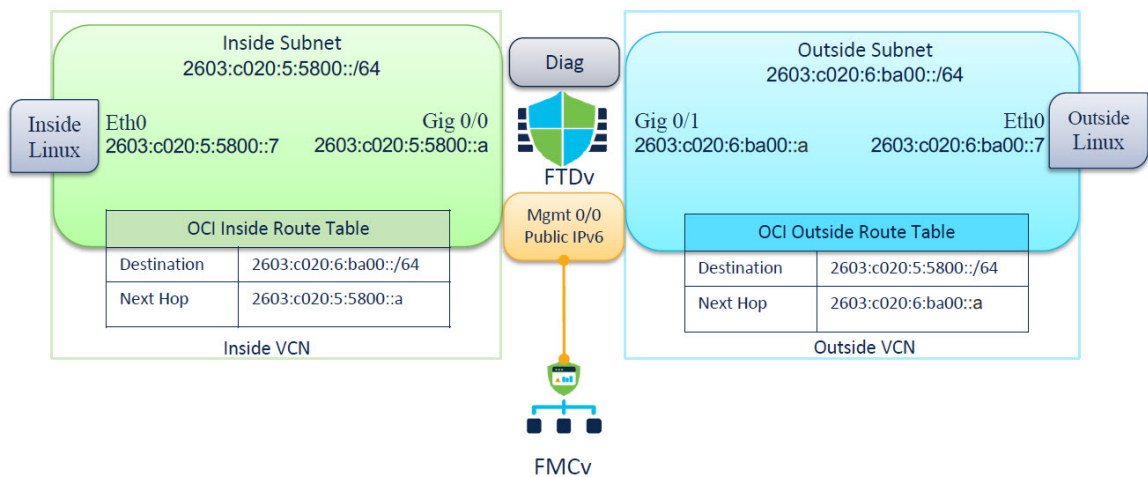 Inside Subnet
2603:c020:5:5800::/64
Inside
Linux
Eth0
2603:c020:5:5800::7
Gig 0/0
2603:c020:5:5800::a
OCI Inside Route Table
Destination 2603:c020:6:ba00::/64
Next Hop 2603:c020:5:5800::a
Inside VCN
Diag
FTDv
Mgmt 0/0
Public IPv6
FMCv
Outside Subnet
2603:c020:6:ba00::/64
Gig 0/1
2603:c020:6:ba00::a
Eth0
2603:c020:6:ba00::7
Outside
Linux
OCI Outside Route Table
Destination 2603:c020:5:5800::/64
Next Hop 2603:c020:6:ba00::a
Outside VCN